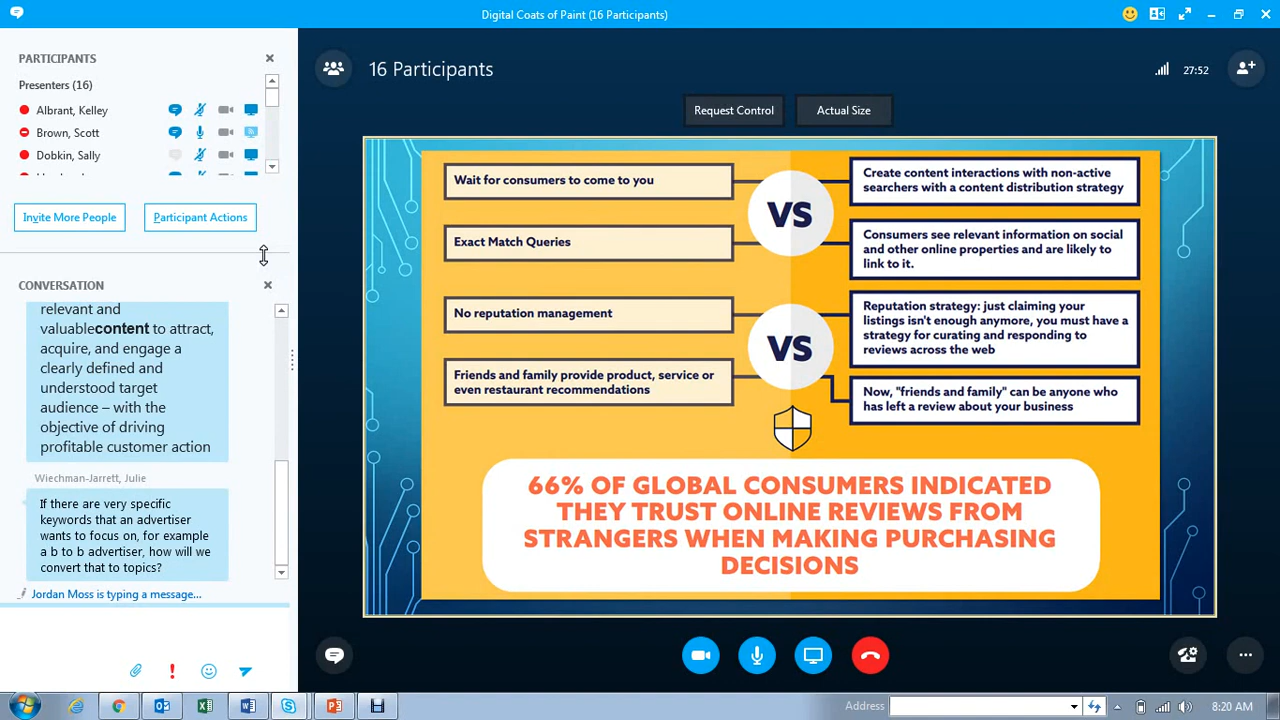 Digital Coats of Paint (16 Participants)
PARTICIPANTS
Presenters (16)
Albrant, Kelley
Brown, Scott
Dobkin, Sally
Invite More People
Participant Actions
CONVERSATION
relevant and
valuablecontent to attract,
acquire, and engage a
clearly defined and
understood target
audience – with the
objective of driving
profitable customer action
Wiechman-Jarrett, Julie
If there are very specific
keywords that an advertiser
wants to focus on, for example
a b to b advertiser, how will we
convert that to topics?
Jordan Moss is typing a message...
16 Participants
27:52
Request Control
Actual Size
Wait for consumers to come to you
VS
Create content interactions with non-active
searchers with a content distribution strategy
Exact Match Queries
Consumers see relevant information on social
and other online properties and are likely to
link to it.
No reputation management
VS
Reputation strategy: just claiming your
listings isn't enough anymore, you must have a
strategy for curating and responding to
reviews across the web
Friends and family provide product, service or
even restaurant recommendations
Now, "friends and family" can be anyone who
has left a review about your business
66% OF GLOBAL CONSUMERS INDICATED
THEY TRUST ONLINE REVIEWS FROM
STRANGERS WHEN MAKING PURCHASING
DECISIONS
Address
8:20 AM